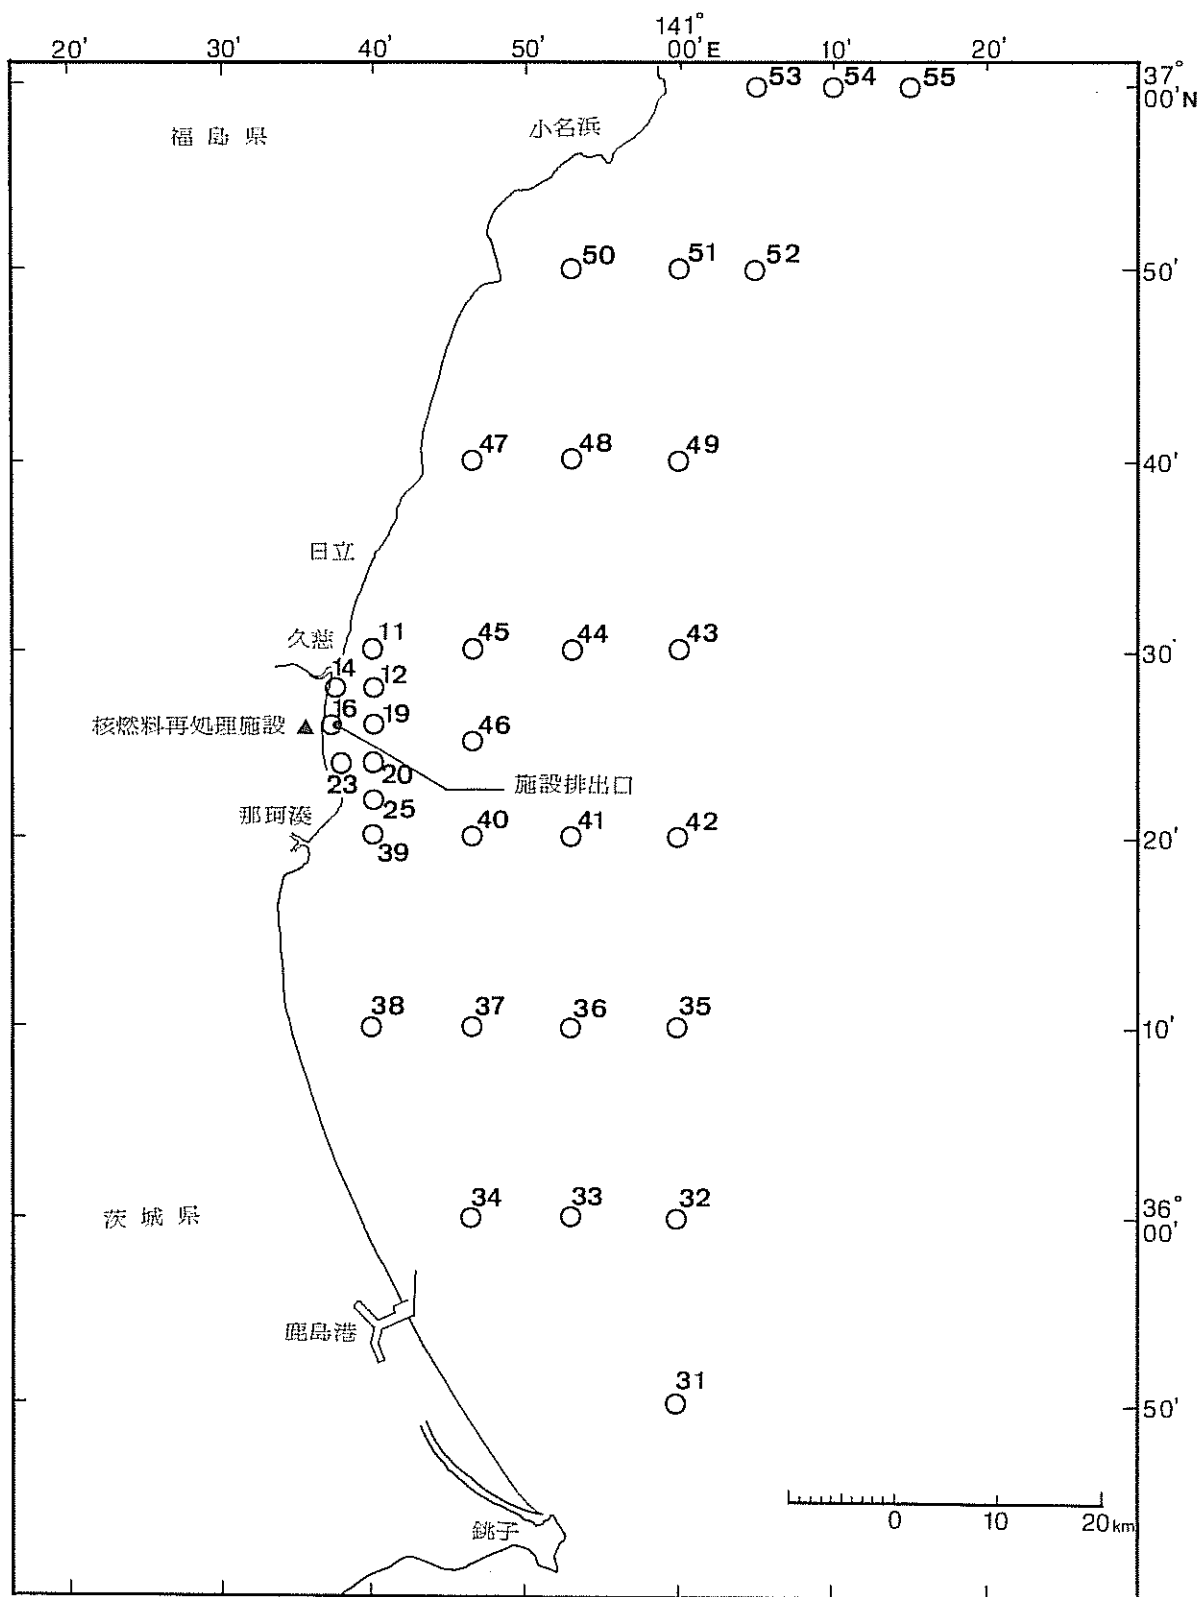 141°
20' 30' 40' 50' 00'E 10' 20'
53 54 55 37°
00'N
福島県 小名浜
50 51 52 50'
47 48 49 40'
日立
久慈 11 45 44 43 30'
14 12
16 19 46
核燃料再処理施設
20 施設排出口
23
那珂湊 25 40 41 42 20'
39
38 37 36 35 10'
茨城県 34 33 32 36°
00'
鹿島港
31 50'
銚子 0 10 20km